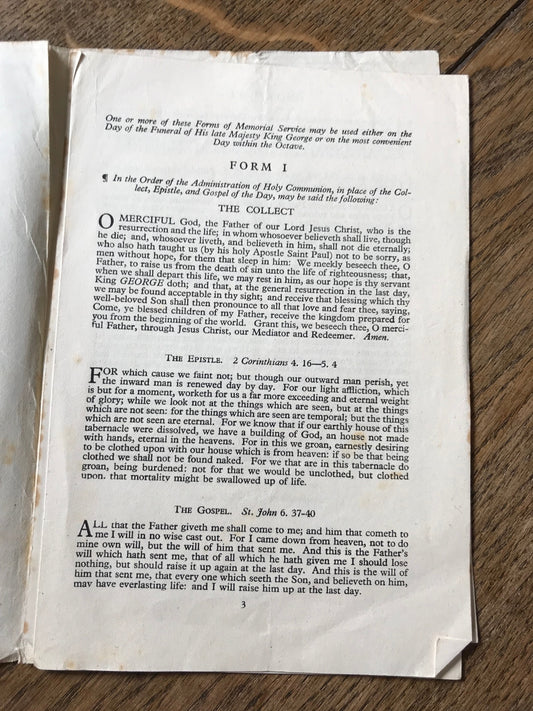 One or more of these Forms of Memorial Service may be used either on the
Day of the Funeral of His late Majesty King George or on the most convenient
Day within the Octave.
FORM I
¶ In the Order of the Administration of Holy Communion, in place of the Col-
lect, Epistle, and Gospel of the Day, may be said the following:
THE COLLECT
O MERCIFUL God, the Father of our Lord Jesus Christ, who is the
resurrection and the life; in whom whosoever believeth shall live, though
he die; and, whosoever liveth, and believeth in him, shall not die eternally;
who also hath taught us (by his holy Apostle Saint Paul) not to be sorry, as
men without hope, for them that sleep in him: We meekly beseech thee, O
Father, to raise us from the death of sin unto the life of righteousness; that,
when we shall depart this life, we may rest in him, as our hope is thy servant
King GEORGE doth; and that, at the general resurrection in the last day,
we may be found acceptable in thy sight; and receive that blessing which thy
well-beloved Son shall then pronounce to all that love and fear thee, saying,
Come, ye blessed children of my Father, receive the kingdom prepared for
you from the beginning of the world. Grant this, we beseech thee, O merci-
ful Father, through Jesus Christ, our Mediator and Redeemer. Amen.
THE EPISTLE. 2 Corinthians 4. 16—5. 4
FOR which cause we faint not; but though our outward man perish, yet
the inward man is renewed day by day. For our light affliction, which
is but for a moment, worketh for us a far more exceeding and eternal weight
of glory; while we look not at the things which are seen, but at the things
which are not seen: for the things which are seen are temporal; but the things
which are not seen are eternal. For we know that if our earthly house of this
tabernacle were dissolved, we have a building of God, an house not made
with hands, eternal in the heavens. For in this we groan, earnestly desiring
to be clothed upon with our house which is from heaven: if so be that being
clothed we shall not be found naked. For we that are in this tabernacle do
groan, being burdened: not for that we would be unclothed, but clothed
upon, that mortality might be swallowed up of life.
THE GOSPEL. St. John 6. 37-40
ALL that the Father giveth me shall come to me; and him that cometh to
me I will in no wise cast out. For I came down from heaven, not to do
mine own will, but the will of him that sent me. And this is the Father's
will which hath sent me, that of all which he hath given me I should lose
nothing, but should raise it up again at the last day. And this is the will of
him that sent me, that every one which seeth the Son, and believeth on him,
may have everlasting life: and I will raise him up at the last day.
3